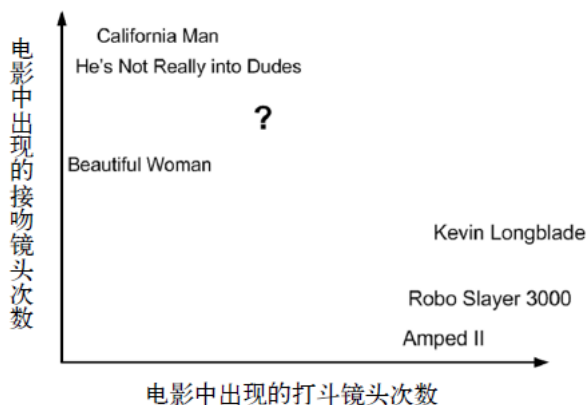 电影中出现的接吻镜头次数
California Man
He's Not Really into Dudes
?
Beautiful Woman
Kevin Longblade
Robo Slayer 3000
Amped II
电影中出现的打斗镜头次数